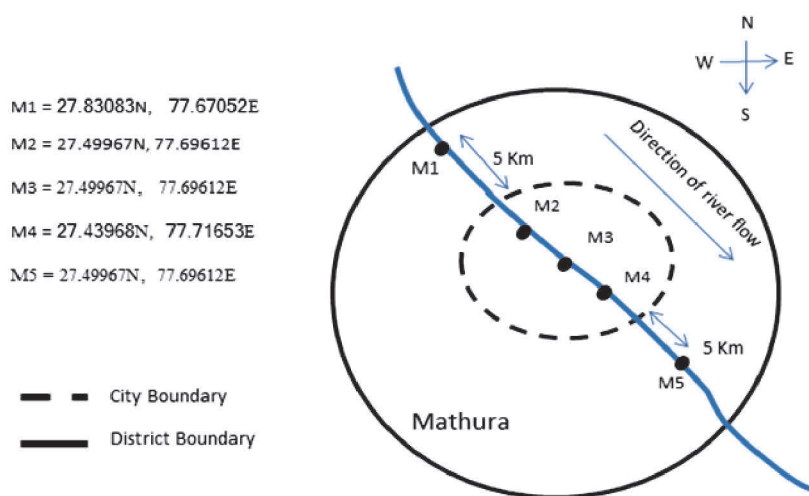 M1 = 27.83083N, 77.67052E
M2 = 27.49967N, 77.69612E
M3 = 27.49967N, 77.69612E
M4 = 27.43968N, 77.71653E
M5 = 27.49967N, 77.69612E
City Boundary
District Boundary
N
W
E
S
Direction of river flow
M1
5 Km
M2
M3
M4
5 Km
M5
Mathura